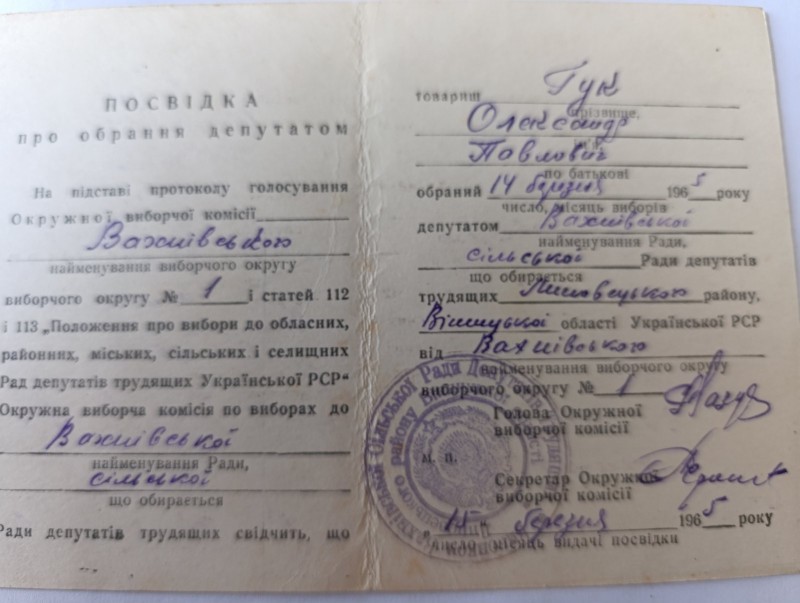 ПОСВІДКА
про обрання депутатом
На підставі протоколу голосування
Окружної виборчої комісії
Вахнівською
найменування виборчого округу
виборчого округу № 1 і статей 112
і 113 „Положення про вибори до обласних,
районних, міських, сільських і селищних
Рад депутатів трудящих Української РСР“
Окружна виборча комісія по виборах до
Вахнівської
найменування Ради,
сільської
що обирається
Ради депутатів трудящих свідчить, що
товариш Гук
прізвище,
Олександр
ім'я
Павлович
по батькові
обраний 14 березня 1965 року
число, місяць виборів
депутатом Вахнівської
найменування Ради,
сільської Ради депутатів
що обирається
трудящих Липовецького району,
Вінницької області Української РСР
від Вахнівського
найменування виборчого округу
виборчого округу № 1
Голова Окружної
виборчої комісії
м. п.
Секретар Окружної
виборчої комісії
„15“ березня 1965 року
місяць видачі посвідки